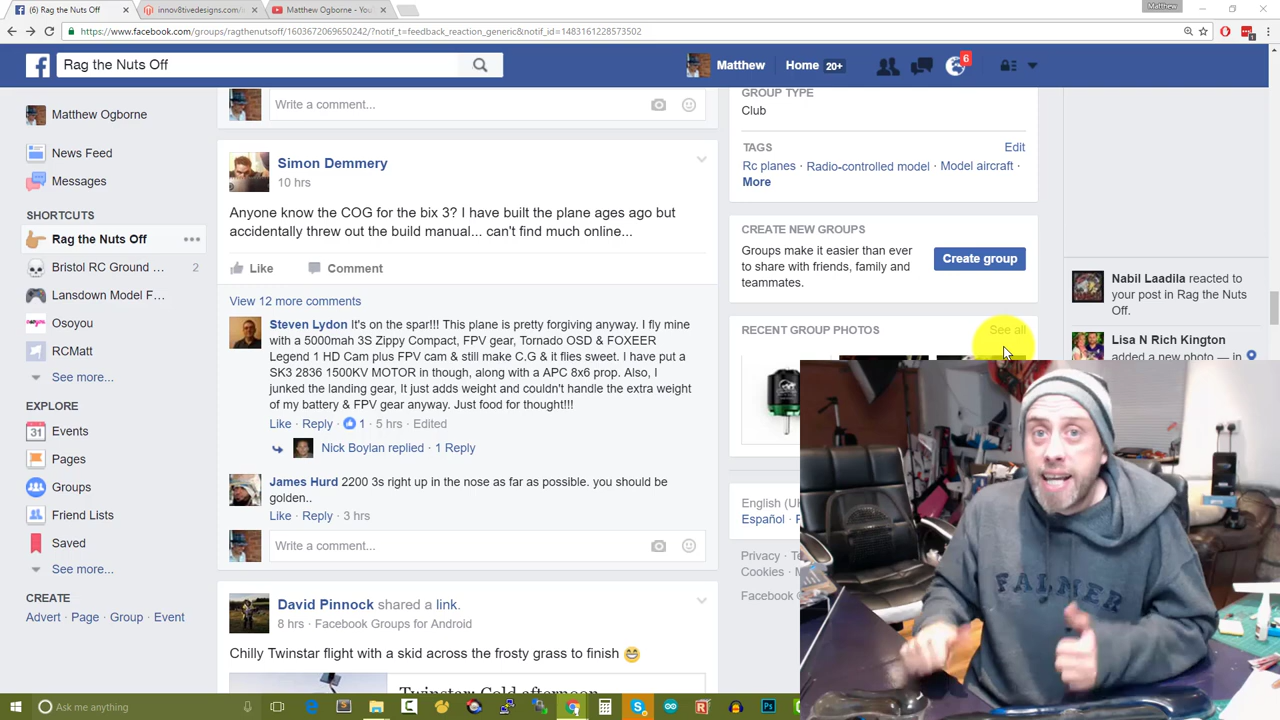 (6) Rag the Nuts Off
innov8tivedesigns.com/i
Matthew Ogborne - You
Matthew
https://www.facebook.com/groups/ragthenutsoff/1603672069650242/?notif_t=feedback_reaction_generic&notif_id=1483161228573502
Rag the Nuts Off
Matthew
Home 20+
6
Matthew Ogborne
News Feed
Messages
SHORTCUTS
Rag the Nuts Off
Bristol RC Ground ...
2
Lansdown Model F...
Osoyou
RCMatt
See more...
EXPLORE
31
Events
Pages
Groups
Friend Lists
Saved
See more...
CREATE
Advert · Page · Group · Event
Write a comment...
Simon Demmery
10 hrs
Anyone know the COG for the bix 3? I have built the plane ages ago but
accidentally threw out the build manual... can't find much online...
Like
Comment
View 12 more comments
Steven Lydon It's on the spar!!! This plane is pretty forgiving anyway. I fly mine
with a 5000mah 3S Zippy Compact, FPV gear, Tornado OSD & FOXEER
Legend 1 HD Cam plus FPV cam & still make C.G & it flies sweet. I have put a
SK3 2836 1500KV MOTOR in though, along with a APC 8x6 prop. Also, I
junked the landing gear, It just adds weight and couldn't handle the extra weight
of my battery & FPV gear anyway. Just food for thought!!!
Like · Reply · 1 · 5 hrs · Edited
Nick Boylan replied · 1 Reply
James Hurd 2200 3s right up in the nose as far as possible. you should be
golden..
Like · Reply · 3 hrs
Write a comment...
David Pinnock shared a link.
8 hrs · Facebook Groups for Android
Chilly Twinstar flight with a skid across the frosty grass to finish 😄
Twinstar: Cold afternoon
GROUP TYPE
Club
TAGS
Edit
Rc planes · Radio-controlled model · Model aircraft ·
More
CREATE NEW GROUPS
Groups make it easier than ever
to share with friends, family and
teammates.
Create group
RECENT GROUP PHOTOS
See all
English (U
Español ·
Privacy ·
Cookies ·
Facebook
Nabil Laadila reacted to
your post in Rag the Nuts
Off.
Lisa N Rich Kington
added a new photo — in
FALMER
Ask me anything